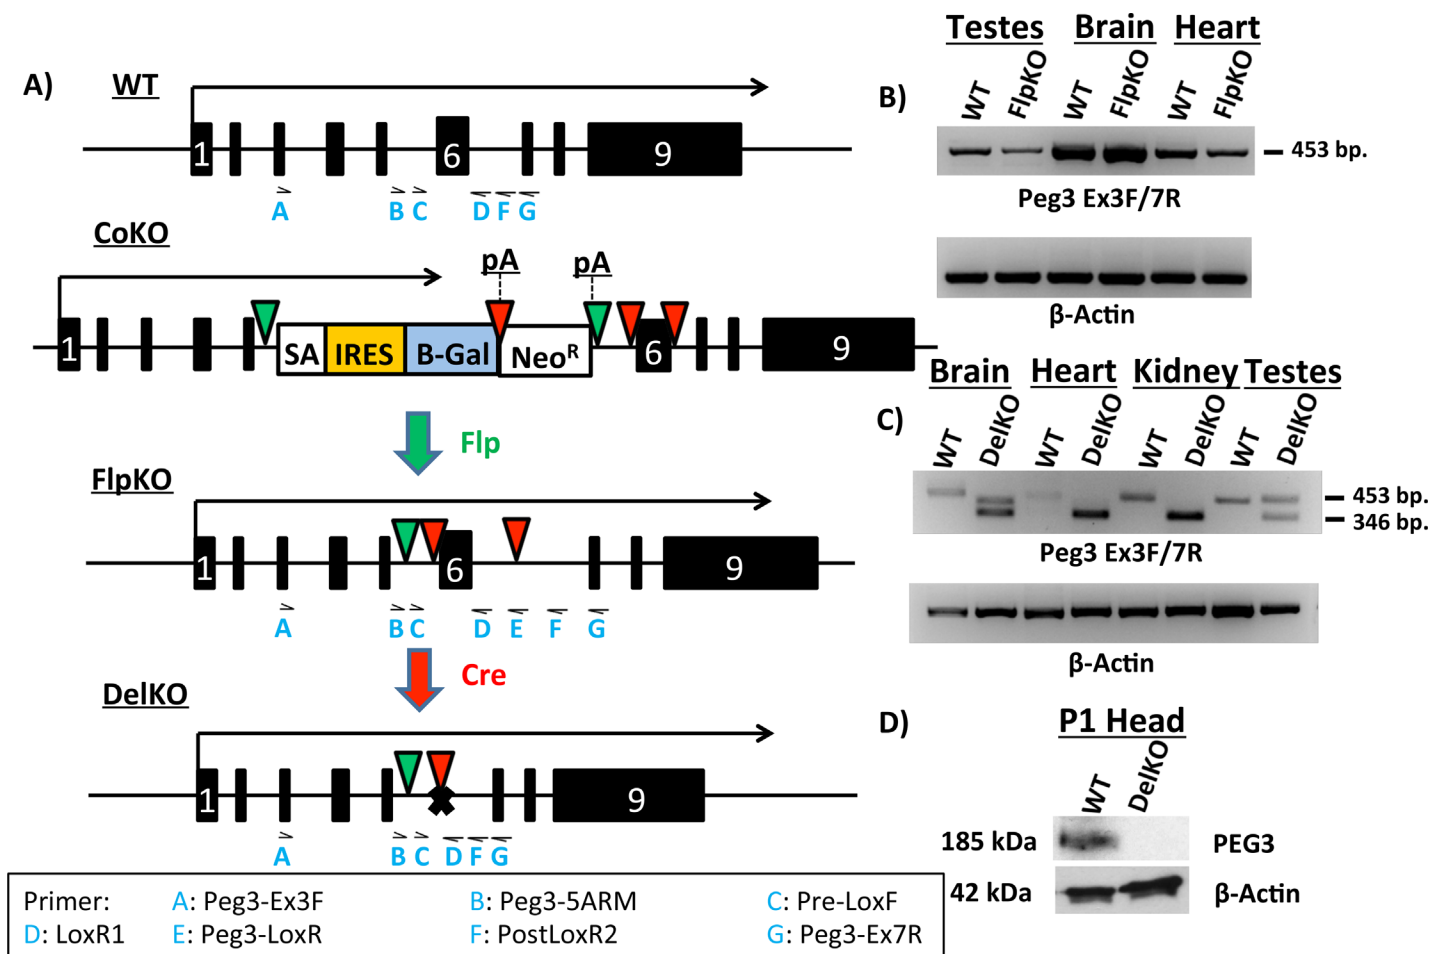 A)
WT
1
6
9
A
B
C
D
F
G
CoKO
pA
pA
1
SA
IRES
B-Gal
Neoᴿ
6
9
Flp
FlpKO
1
6
9
A
B
C
D
E
F
G
Cre
DelKO
1
9
A
B
C
D
F
G
Primer: A: Peg3-Ex3F B: Peg3-5ARM C: Pre-LoxF
D: LoxR1 E: Peg3-LoxR F: PostLoxR2 G: Peg3-Ex7R
B)
Testes Brain Heart
WT FlpKO WT FlpKO WT FlpKO
453 bp.
Peg3 Ex3F/7R
β-Actin
C)
Brain Heart Kidney Testes
WT DelKO WT DelKO WT DelKO WT DelKO
453 bp.
346 bp.
Peg3 Ex3F/7R
β-Actin
D)
P1 Head
WT DelKO
185 kDa PEG3
42 kDa β-Actin